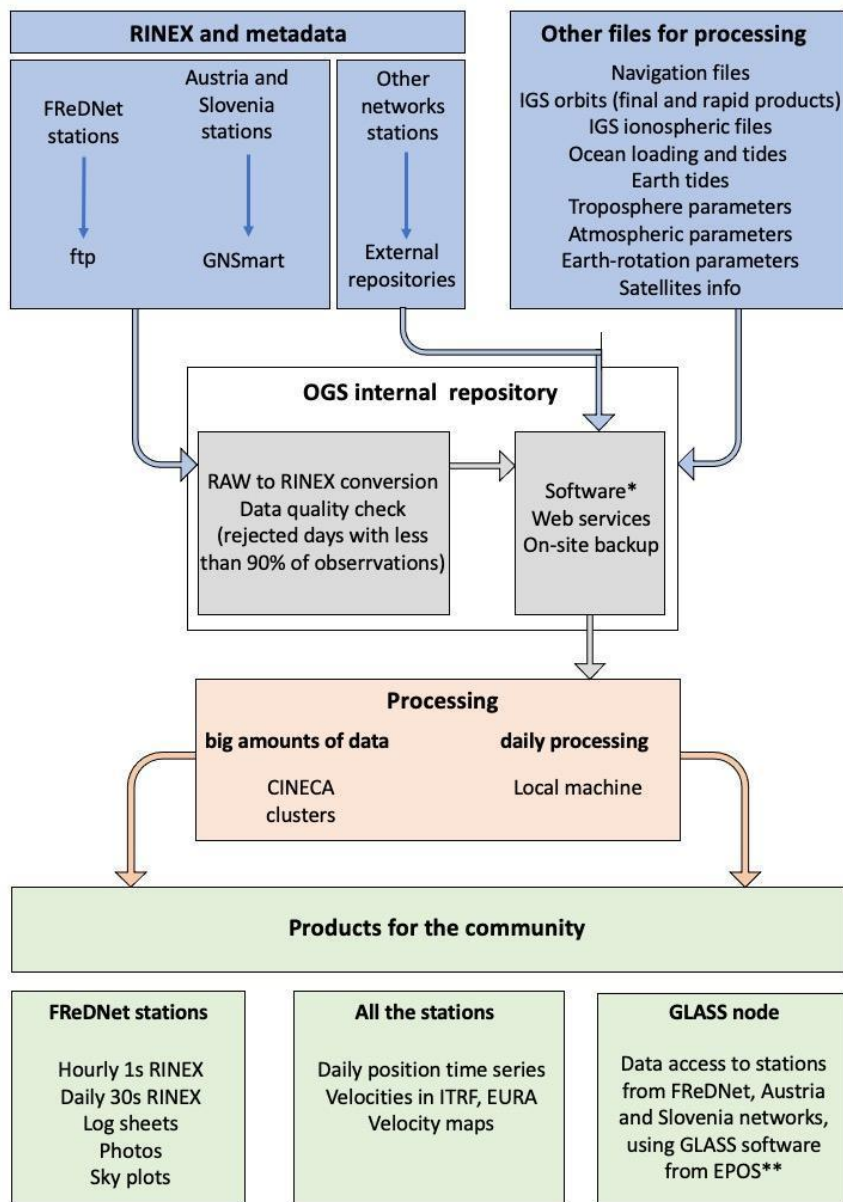 RINEX and metadata
FReDNet
stations
ftp
Austria and
Slovenia
stations
GNSmart
Other
networks
stations
External
repositories
Other files for processing
Navigation files
IGS orbits (final and rapid products)
IGS ionospheric files
Ocean loading and tides
Earth tides
Troposphere parameters
Atmospheric parameters
Earth-rotation parameters
Satellites info
OGS internal repository
RAW to RINEX conversion
Data quality check
(rejected days with less
than 90% of obserrvations)
Software*
Web services
On-site backup
Processing
big amounts of data
CINECA
clusters
daily processing
Local machine
Products for the community
FReDNet stations
Hourly 1s RINEX
Daily 30s RINEX
Log sheets
Photos
Sky plots
All the stations
Daily position time series
Velocities in ITRF, EURA
Velocity maps
GLASS node
Data access to stations
from FReDNet, Austria
and Slovenia networks,
using GLASS software
from EPOS**